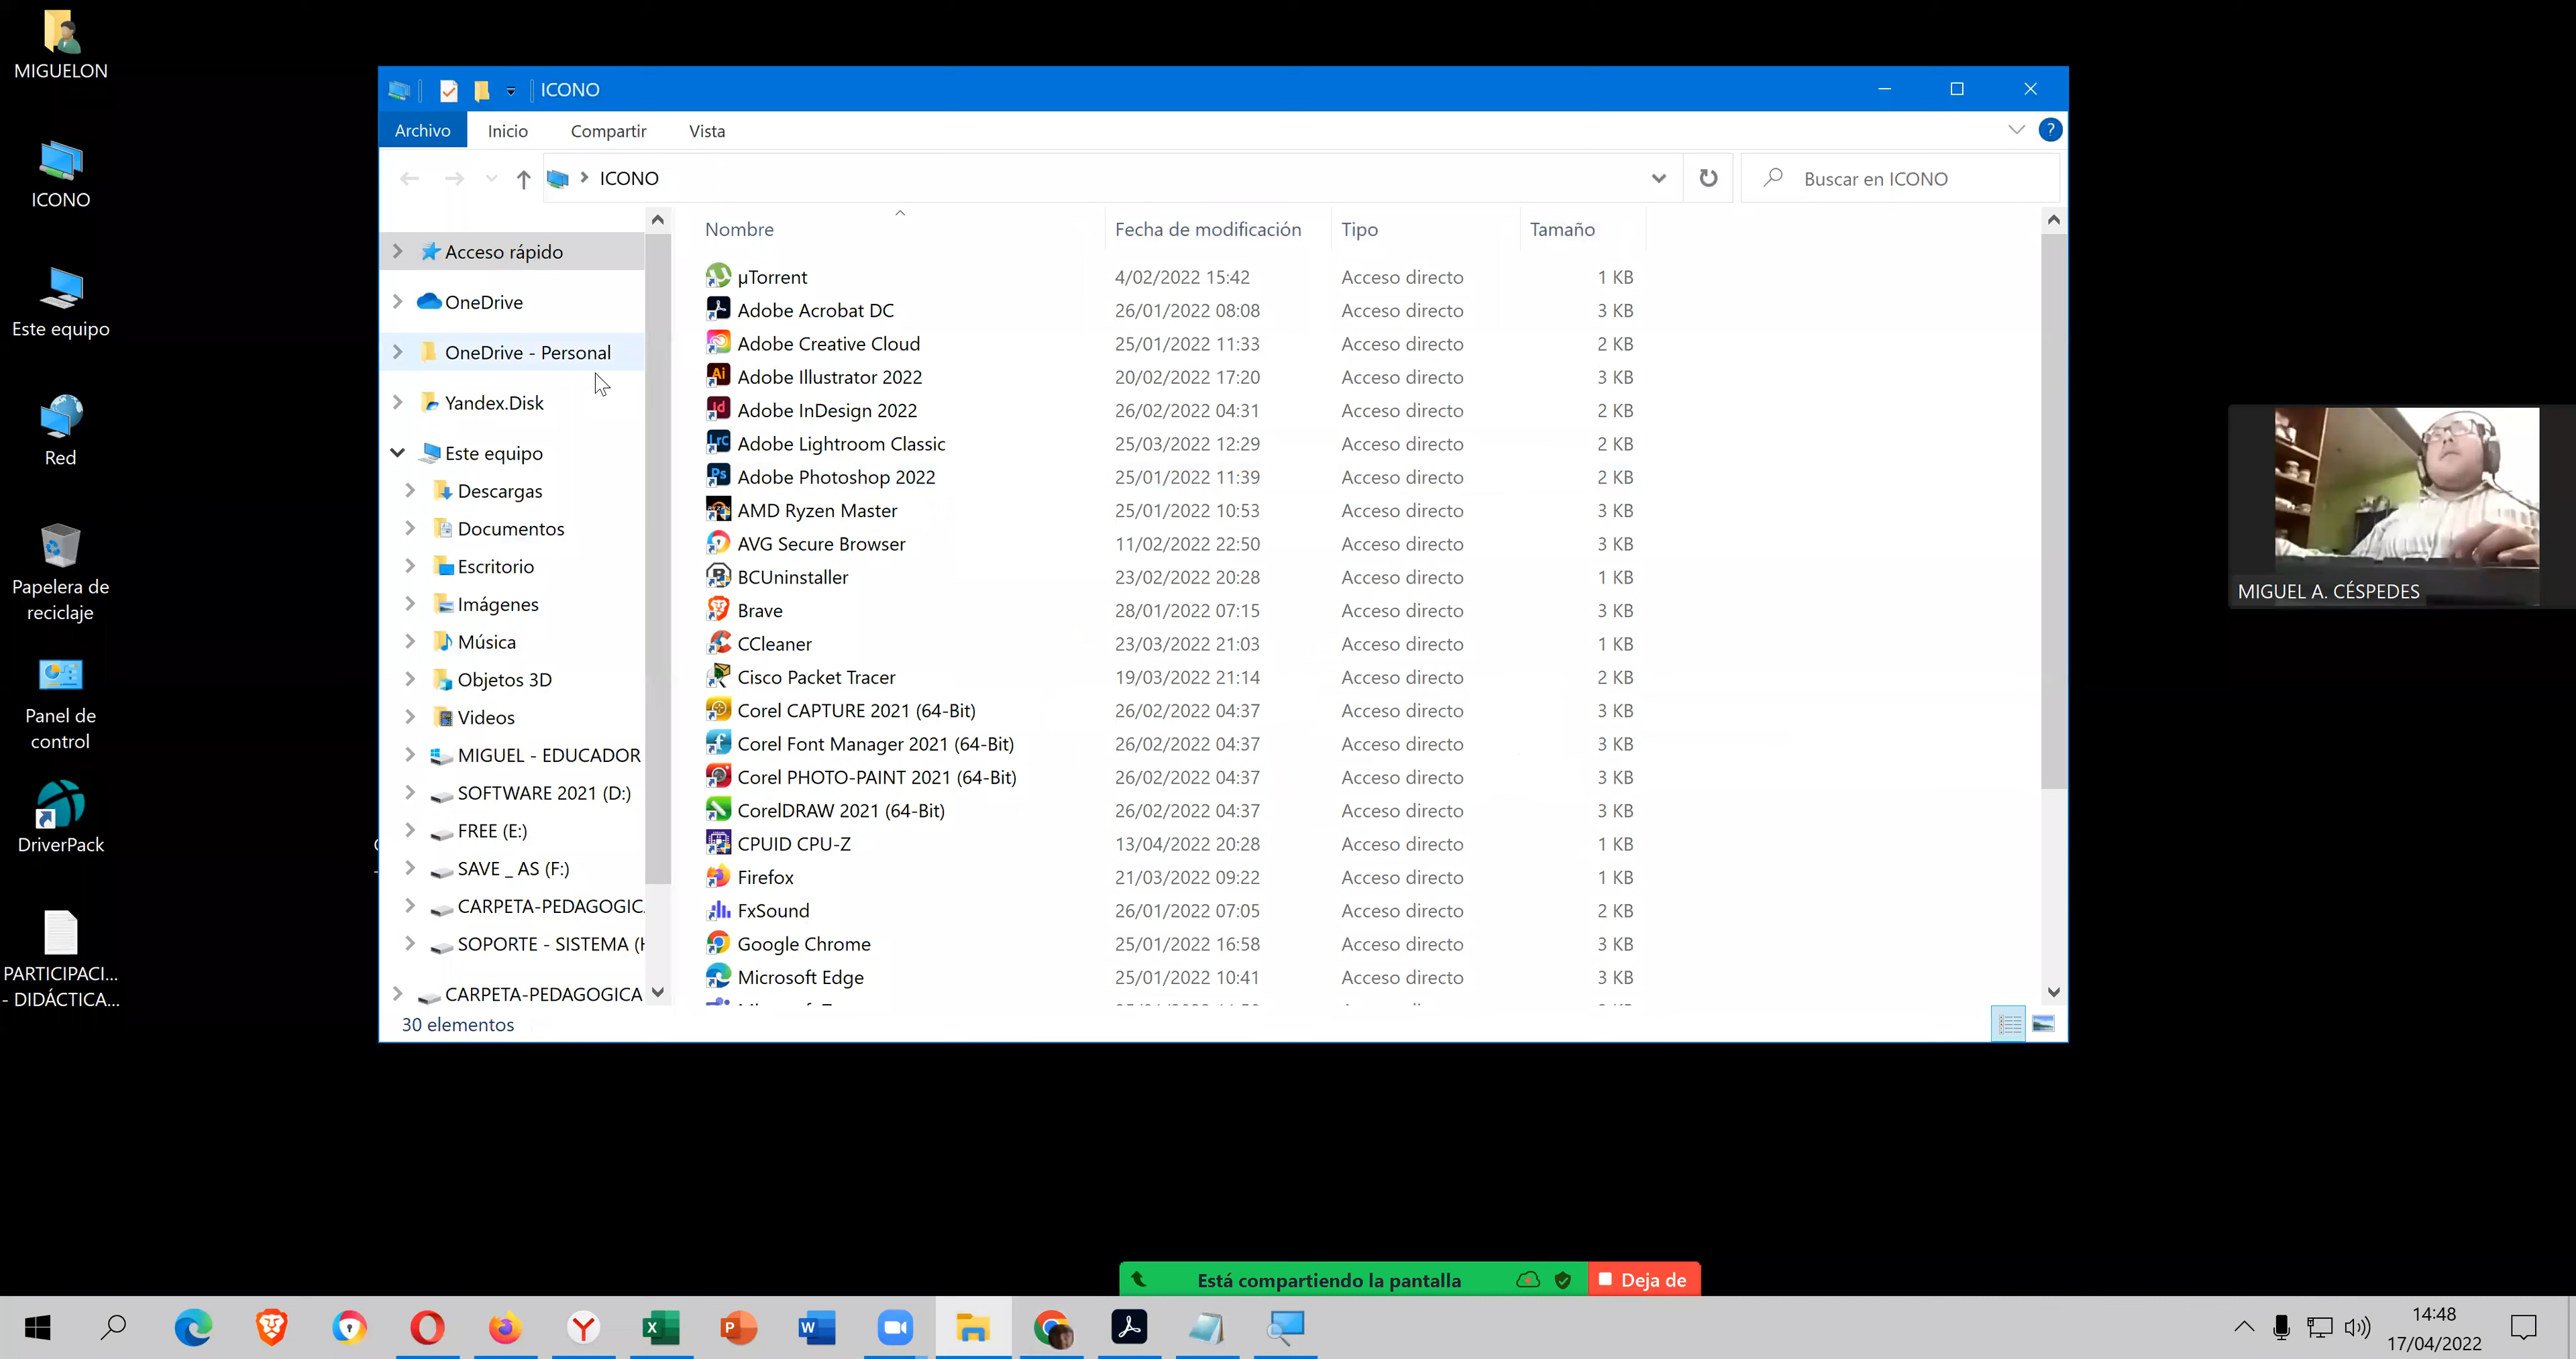 MIGUELON
ICONO
Este equipo
Red
Papelera de
reciclaje
Panel de
control
DriverPack
PARTICIPACI...
- DIDÁCTICA...
ICONO
Archivo Inicio Compartir Vista
ICONO
Buscar en ICONO
Acceso rápido
OneDrive
OneDrive - Personal
Yandex.Disk
Este equipo
Descargas
Documentos
Escritorio
Imágenes
Música
Objetos 3D
Videos
MIGUEL - EDUCADOR
SOFTWARE 2021 (D:)
FREE (E:)
SAVE _ AS (F:)
CARPETA-PEDAGOGICA
SOPORTE - SISTEMA (H
CARPETA-PEDAGOGICA
Nombre Fecha de modificación Tipo Tamaño
µTorrent 4/02/2022 15:42 Acceso directo 1 KB
Adobe Acrobat DC 26/01/2022 08:08 Acceso directo 3 KB
Adobe Creative Cloud 25/01/2022 11:33 Acceso directo 2 KB
Adobe Illustrator 2022 20/02/2022 17:20 Acceso directo 3 KB
Adobe InDesign 2022 26/02/2022 04:31 Acceso directo 2 KB
Adobe Lightroom Classic 25/03/2022 12:29 Acceso directo 2 KB
Adobe Photoshop 2022 25/01/2022 11:39 Acceso directo 2 KB
AMD Ryzen Master 25/01/2022 10:53 Acceso directo 3 KB
AVG Secure Browser 11/02/2022 22:50 Acceso directo 3 KB
BCUninstaller 23/02/2022 20:28 Acceso directo 1 KB
Brave 28/01/2022 07:15 Acceso directo 3 KB
CCleaner 23/03/2022 21:03 Acceso directo 1 KB
Cisco Packet Tracer 19/03/2022 21:14 Acceso directo 2 KB
Corel CAPTURE 2021 (64-Bit) 26/02/2022 04:37 Acceso directo 3 KB
Corel Font Manager 2021 (64-Bit) 26/02/2022 04:37 Acceso directo 3 KB
Corel PHOTO-PAINT 2021 (64-Bit) 26/02/2022 04:37 Acceso directo 3 KB
CorelDRAW 2021 (64-Bit) 26/02/2022 04:37 Acceso directo 3 KB
CPUID CPU-Z 13/04/2022 20:28 Acceso directo 1 KB
Firefox 21/03/2022 09:22 Acceso directo 1 KB
FxSound 26/01/2022 07:05 Acceso directo 2 KB
Google Chrome 25/01/2022 16:58 Acceso directo 3 KB
Microsoft Edge 25/01/2022 10:41 Acceso directo 3 KB
30 elementos
MIGUEL A. CÉSPEDES
Está compartiendo la pantalla Deja de
14:48
17/04/2022